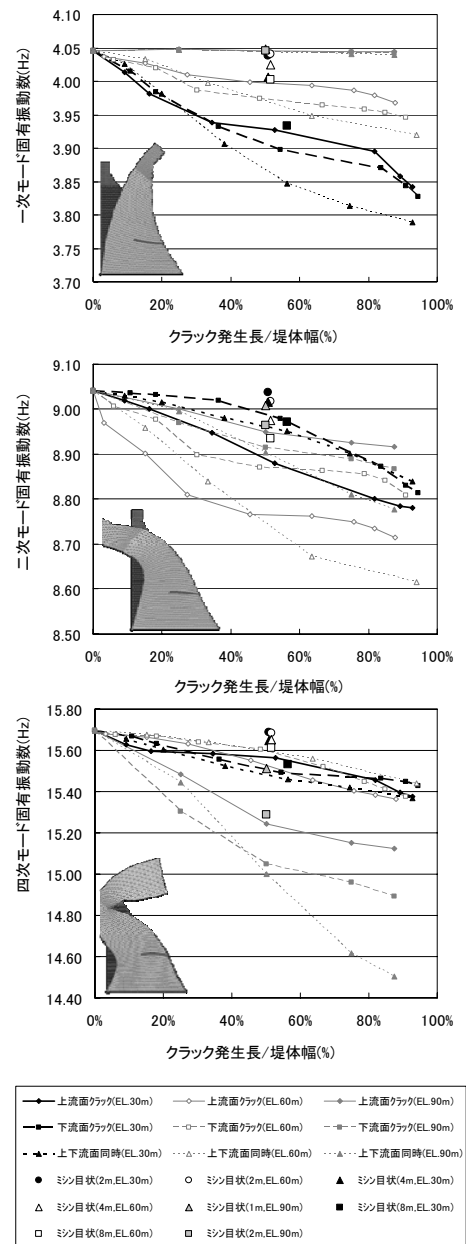 4.05
4.00
3.95
3.90
3.85
3.80
3.75
3.70
一次モード固有振動数(Hz)
0% 20% 40% 60% 80% 100%
クラック発生長/堤体幅(%)
9.10
9.00
8.90
8.80
8.70
8.60
8.50
二次モード固有振動数(Hz)
0% 20% 40% 60% 80% 100%
クラック発生長/堤体幅(%)
15.80
15.60
15.40
15.20
15.00
14.80
14.60
14.40
四次モード固有振動数(Hz)
0% 20% 40% 60% 80% 100%
クラック発生長/堤体幅(%)
上流面クラック(EL.30m) 上流面クラック(EL.60m) 上流面クラック(EL.90m)
下流面クラック(EL.30m) 下流面クラック(EL.60m) 下流面クラック(EL.90m)
上下流面同時(EL.30m) 上下流面同時(EL.60m) 上下流面同時(EL.90m)
ミシン目状(2m,EL.30m) ミシン目状(2m,EL.60m) ミシン目状(4m,EL.30m)
ミシン目状(4m,EL.60m) ミシン目状(1m,EL.90m) ミシン目状(8m,EL.30m)
ミシン目状(8m,EL.60m) ミシン目状(2m,EL.90m)